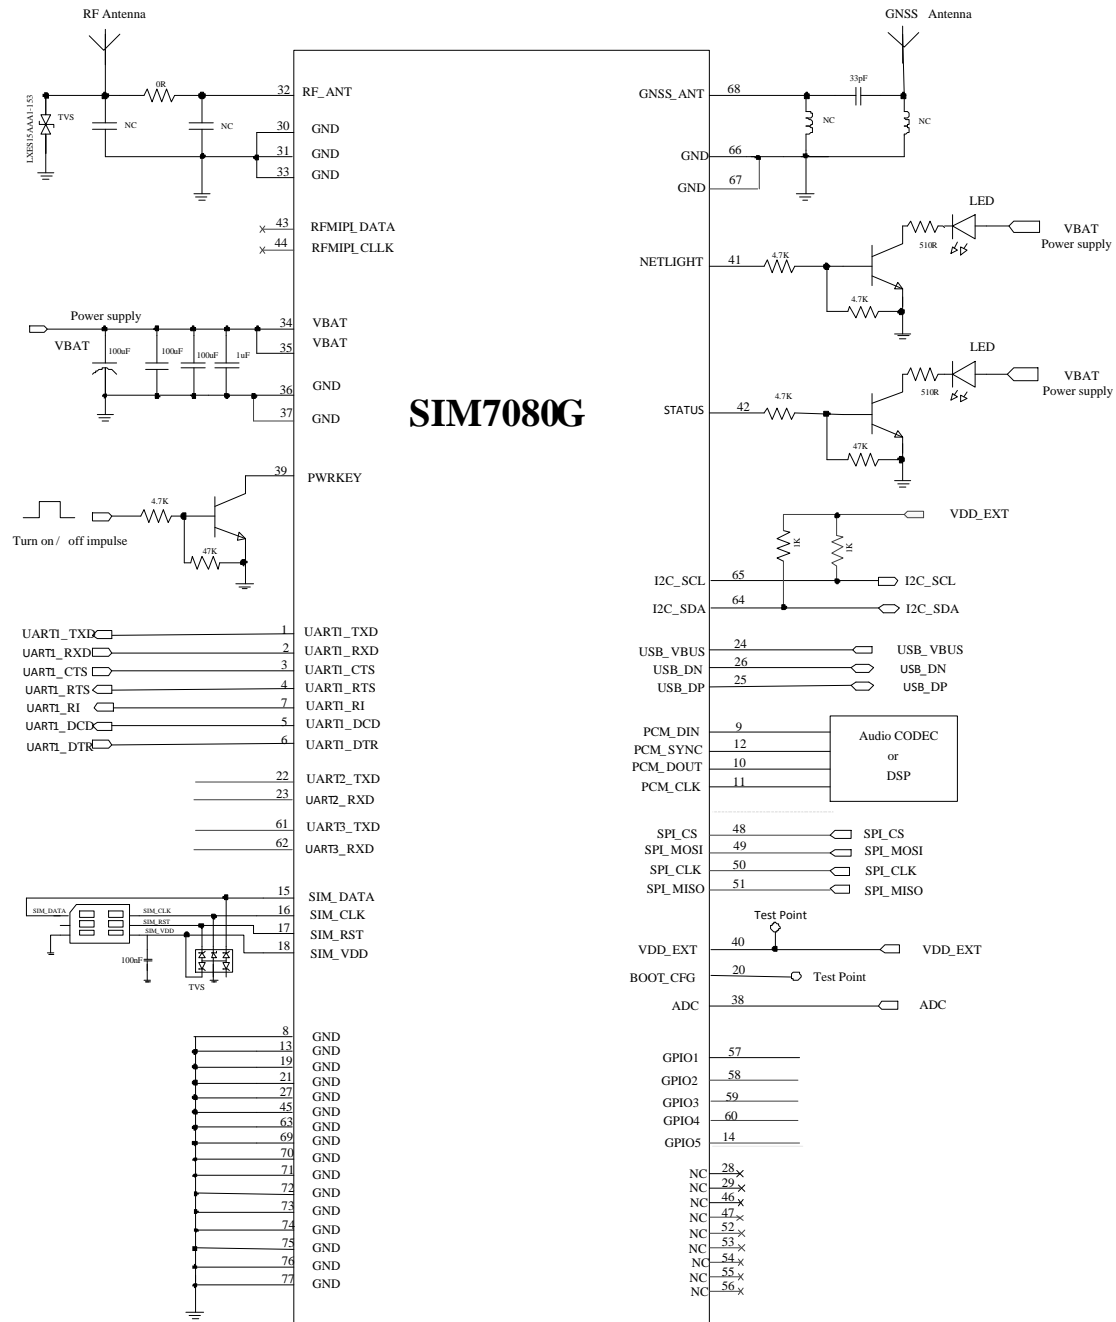 RF Antenna
GNSS Antenna
0R
32
RF_ANT
LXES15AAA1-153
TVS
NC
NC
30
GND
31
GND
33
GND
43
RFMIPI_DATA
44
RFMIPI_CLLK
Power supply
VBAT
100uF
100uF
100uF
1uF
34
VBAT
35
VBAT
36
GND
37
GND
SIM7080G
39
PWRKEY
4.7K
47K
Turn on / off impulse
UART1_TXD
1
UART1_TXD
UART1_RXD
2
UART1_RXD
UART1_CTS
3
UART1_CTS
UART1_RTS
4
UART1_RTS
UART1_RI
7
UART1_RI
UART1_DCD
5
UART1_DCD
UART1_DTR
6
UART1_DTR
22
UART2_TXD
23
UART2_RXD
61
UART3_TXD
62
UART3_RXD
15
SIM_DATA
16
SIM_CLK
17
SIM_RST
18
SIM_VDD
SIM_DATA
SIM_CLK
SIM_RST
SIM_VDD
100nF
TVS
8
GND
13
GND
19
GND
21
GND
27
GND
45
GND
63
GND
69
GND
70
GND
71
GND
72
GND
73
GND
74
GND
75
GND
76
GND
77
GND
GNSS_ANT
68
33pF
NC
NC
GND
66
GND
67
NETLIGHT
41
4.7K
4.7K
510R
LED
VBAT
Power supply
STATUS
42
4.7K
47K
510R
LED
VBAT
Power supply
VDD_EXT
1K
1K
I2C_SCL
65
I2C_SCL
I2C_SDA
64
I2C_SDA
USB_VBUS
24
USB_VBUS
USB_DN
26
USB_DN
USB_DP
25
USB_DP
PCM_DIN
9
PCM_SYNC
12
PCM_DOUT
10
PCM_CLK
11
Audio CODEC
or
DSP
SPI_CS
48
SPI_CS
SPI_MOSI
49
SPI_MOSI
SPI_CLK
50
SPI_CLK
SPI_MISO
51
SPI_MISO
Test Point
VDD_EXT
40
VDD_EXT
BOOT_CFG
20
Test Point
ADC
38
ADC
GPIO1
57
GPIO2
58
GPIO3
59
GPIO4
60
GPIO5
14
NC
28
NC
29
NC
46
NC
47
NC
52
NC
53
NC
54
NC
55
NC
56